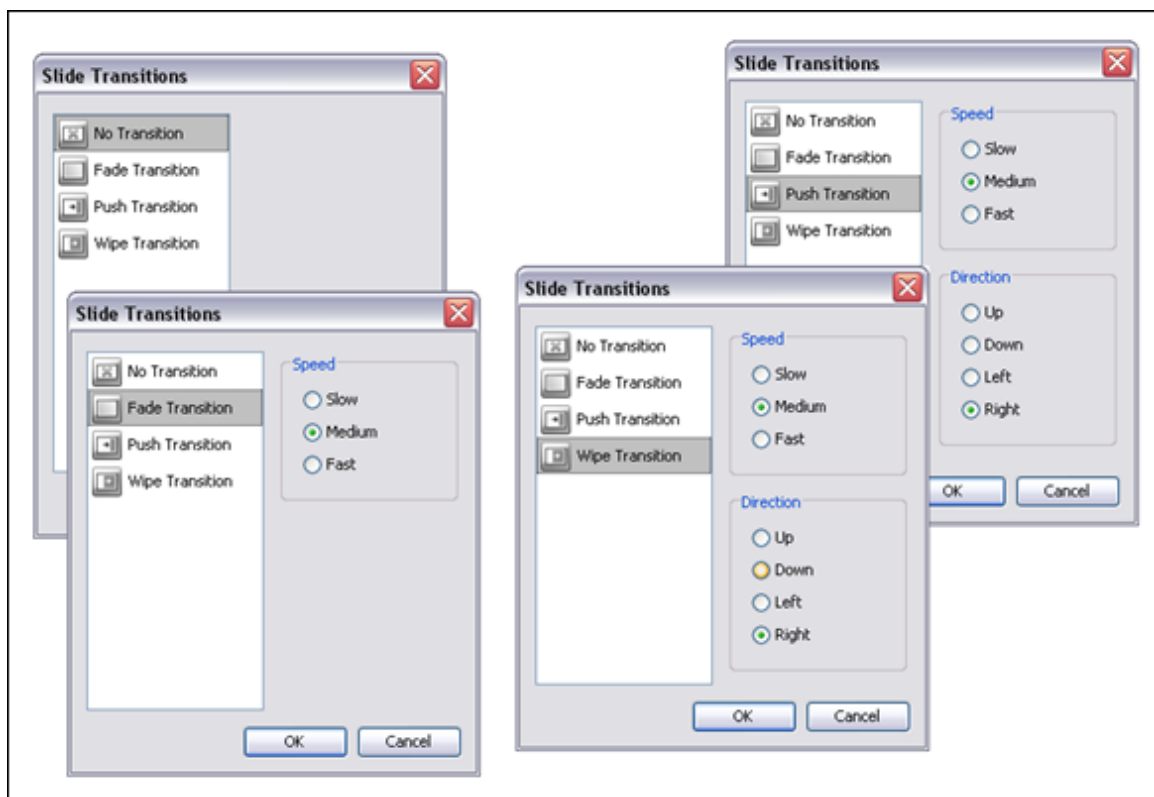 Slide Transitions
No Transition
Fade Transition
Push Transition
Wipe Transition
Slide Transitions
No Transition
Fade Transition
Push Transition
Wipe Transition
Speed
Slow
Medium
Fast
Direction
Up
Down
Left
Right
OK
Cancel
Slide Transitions
No Transition
Fade Transition
Push Transition
Wipe Transition
Speed
Slow
Medium
Fast
OK
Cancel
Slide Transitions
No Transition
Fade Transition
Push Transition
Wipe Transition
Speed
Slow
Medium
Fast
Direction
Up
Down
Left
Right
OK
Cancel